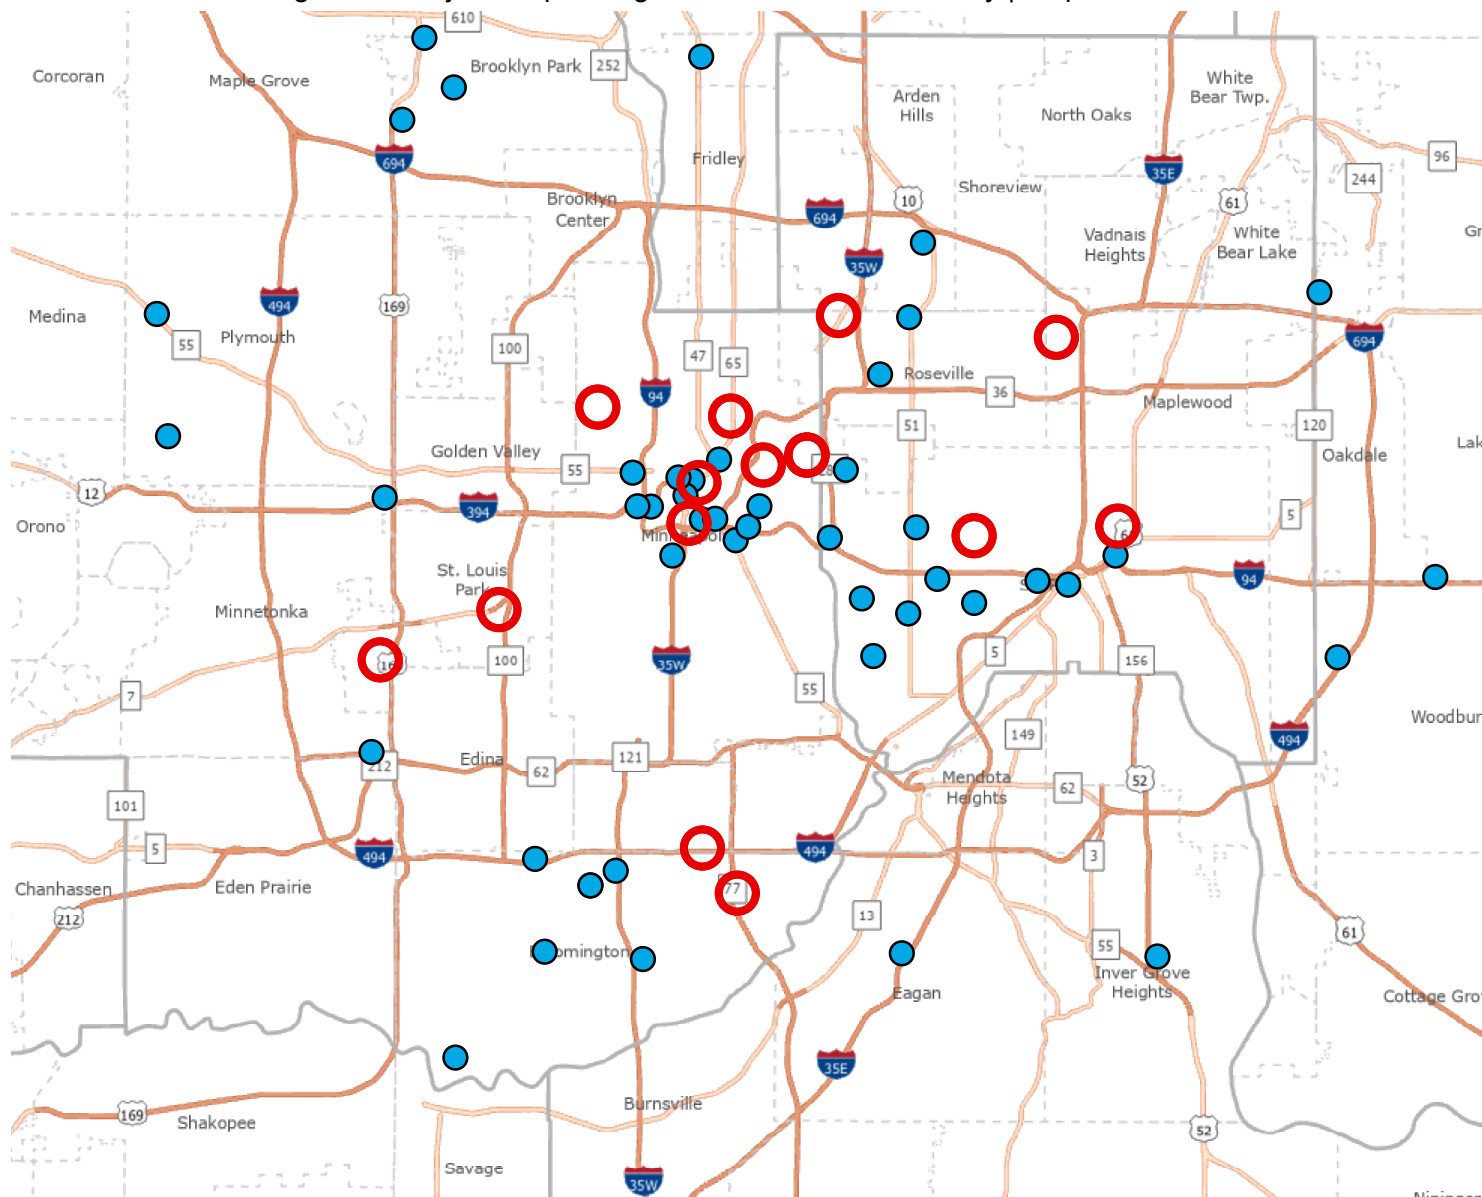 610
Corcoran
Maple Grove
Brooklyn Park
252
White
Bear Twp.
Arden
Hills
North Oaks
694
Fridley
96
35E
244
Shoreview
10
61
Brooklyn
Center
694
Vadnais
Heights
White
Bear Lake
35W
494
169
Medina
55
Plymouth
100
47
65
694
Roseville
94
36
Maplewood
51
120
Golden Valley
55
Oakdale
12
394
5
Orono
St. Louis
Park
94
Minnetonka
35W
100
5
156
7
55
Woodbur
149
494
212
Edina
62
121
Mendota
Heights
62
52
101
5
494
494
3
Chanhassen
Eden Prairie
77
212
13
55
61
Inver Grove
Heights
Eagan
Cottage Gro
35E
169
Shakopee
Burnsville
52
Savage
35W